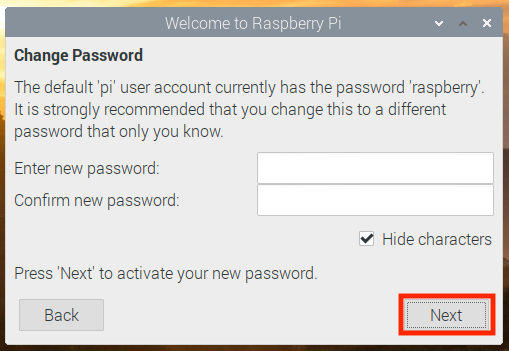 Welcome to Raspberry Pi
Change Password
The default 'pi' user account currently has the password 'raspberry'.
It is strongly recommended that you change this to a different
password that only you know.
Enter new password:
Confirm new password:
Hide characters
Press 'Next' to activate your new password.
Back
Next